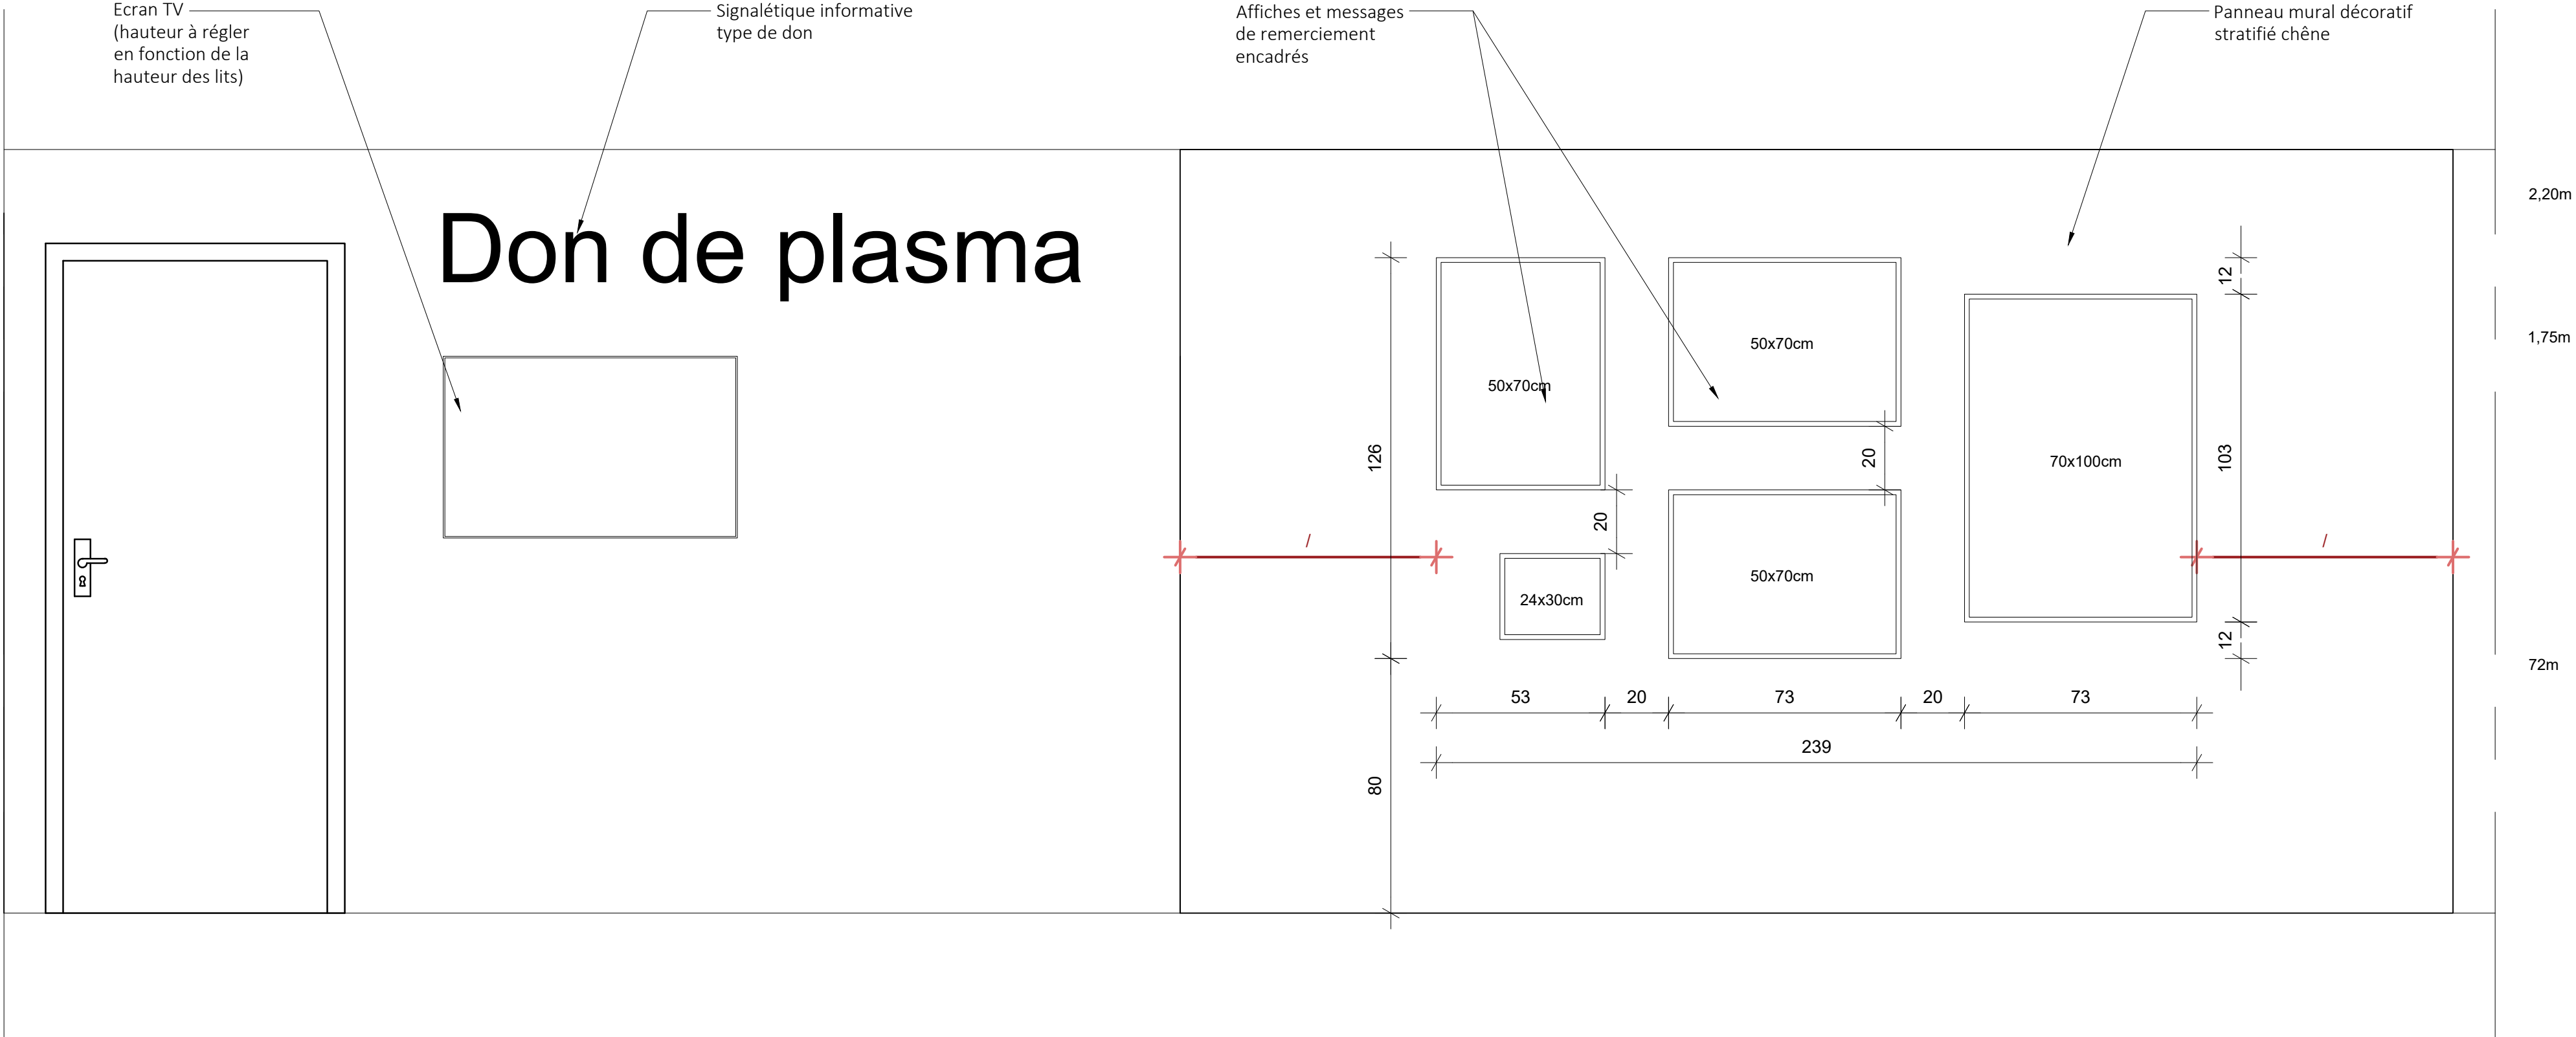 Ecran TV
(hauteur à régler
en fonction de la
hauteur des lits)
Signalétique informative
type de don
Affiches et messages
de remerciement
encadrés
Panneau mural décoratif
stratifié chêne
2,20m
1,75m
72m
Don de plasma
50x70cm
50x70cm
50x70cm
24x30cm
70x100cm
126
80
20
20
12
103
12
/
/
53
20
73
20
73
239